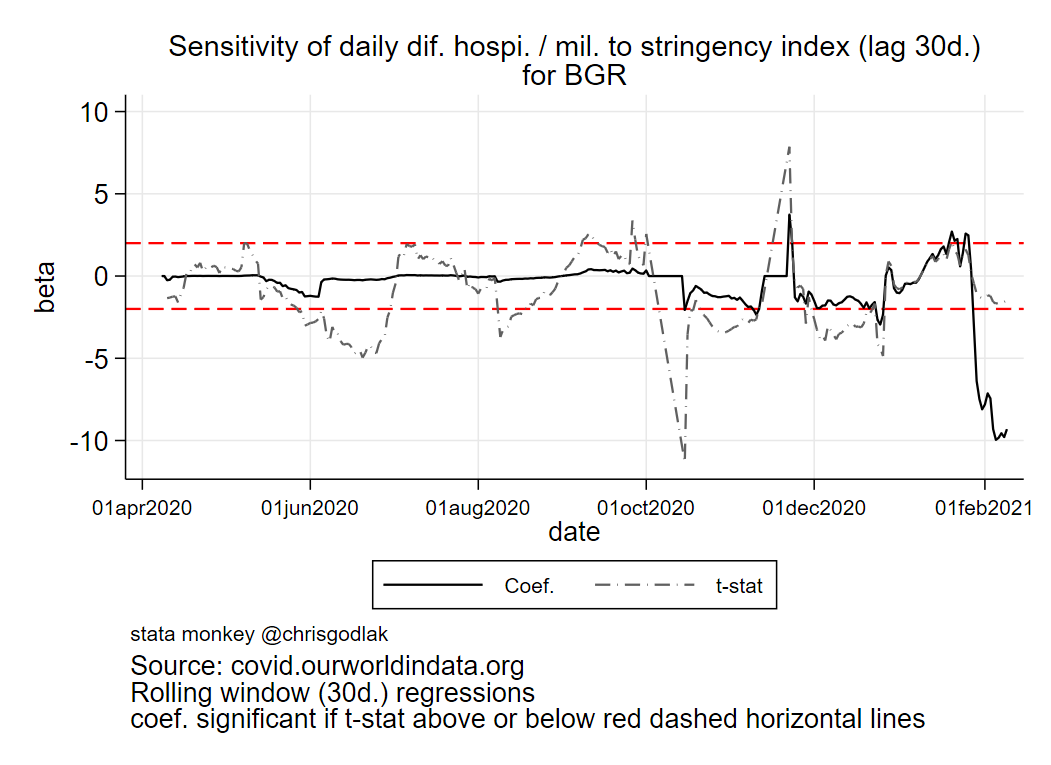 Sensitivity of daily dif. hospi. / mil. to stringency index (lag 30d.)
for BGR
beta
10
5
0
-5
-10
01apr2020 01jun2020 01aug2020 01oct2020 01dec2020 01feb2021
date
Coef. t-stat
stata monkey @chrisgodlak
Source: covid.ourworldindata.org
Rolling window (30d.) regressions
coef. significant if t-stat above or below red dashed horizontal lines